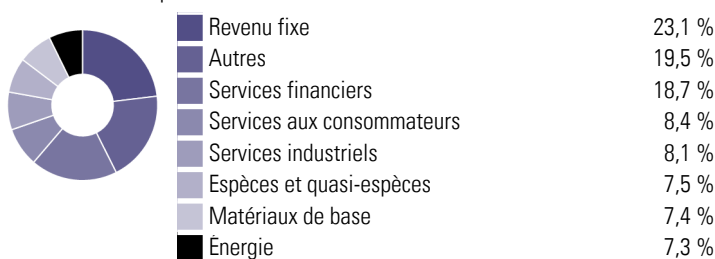 Revenu fixe 23,1 %
Autres 19,5 %
Services financiers 18,7 %
Services aux consommateurs 8,4 %
Services industriels 8,1 %
Espèces et quasi-espèces 7,5 %
Matériaux de base 7,4 %
Énergie 7,3 %